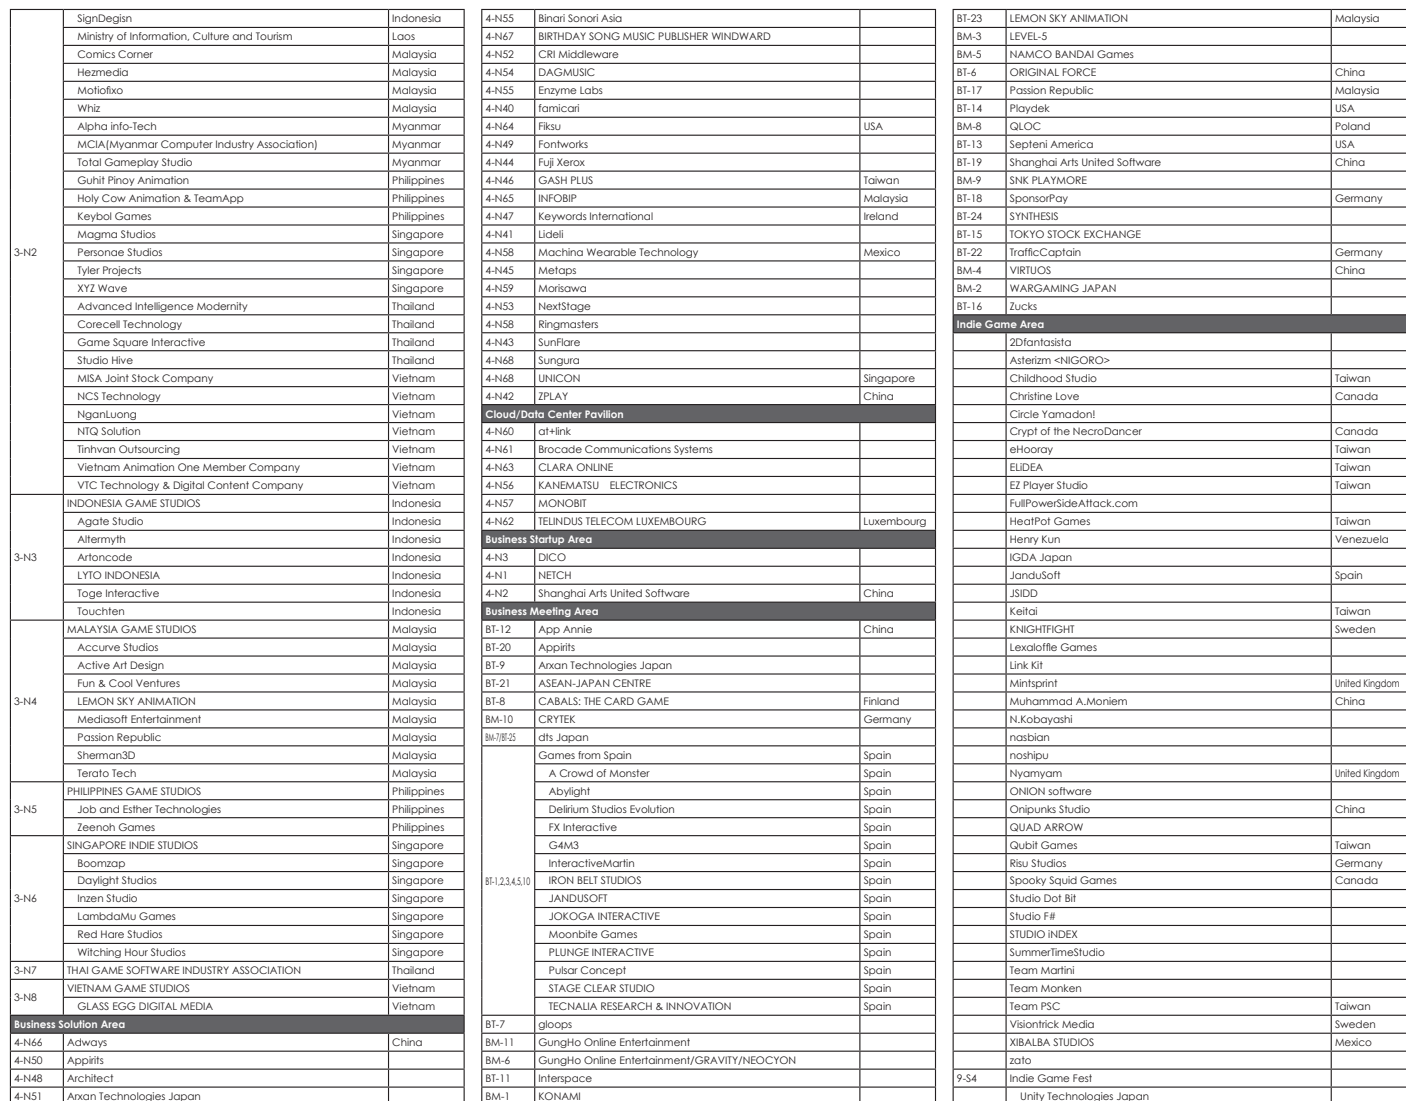 SignDegisn Indonesia
Ministry of Information, Culture and Tourism Laos
Comics Corner Malaysia
Hezmedia Malaysia
Motiofixo Malaysia
Whiz Malaysia
Alpha info-Tech Myanmar
MCIA(Myanmar Computer Industry Association) Myanmar
Total Gameplay Studio Myanmar
Guhit Pinoy Animation Philippines
Holy Cow Animation & TeamApp Philippines
Keybol Games Philippines
Magma Studios Singapore
3-N2 Personae Studios Singapore
Tyler Projects Singapore
XYZ Wave Singapore
Advanced Intelligence Modernity Thailand
Corecell Technology Thailand
Game Square Interactive Thailand
Studio Hive Thailand
MISA Joint Stock Company Vietnam
NCS Technology Vietnam
NganLuong Vietnam
NTQ Solution Vietnam
Tinhvan Outsourcing Vietnam
Vietnam Animation One Member Company Vietnam
VTC Technology & Digital Content Company Vietnam
INDONESIA GAME STUDIOS Indonesia
Agate Studio Indonesia
Altermyth Indonesia
3-N3 Artoncode Indonesia
LYTO INDONESIA Indonesia
Toge Interactive Indonesia
Touchten Indonesia
MALAYSIA GAME STUDIOS Malaysia
Accurve Studios Malaysia
Active Art Design Malaysia
Fun & Cool Ventures Malaysia
3-N4 LEMON SKY ANIMATION Malaysia
Mediasoft Entertainment Malaysia
Passion Republic Malaysia
Sherman3D Malaysia
Terato Tech Malaysia
PHILIPPINES GAME STUDIOS Philippines
3-N5 Job and Esther Technologies Philippines
Zeenoh Games Philippines
SINGAPORE INDIE STUDIOS Singapore
Boomzap Singapore
Daylight Studios Singapore
3-N6 Inzen Studio Singapore
LambdaMu Games Singapore
Red Hare Studios Singapore
Witching Hour Studios Singapore
3-N7 THAI GAME SOFTWARE INDUSTRY ASSOCIATION Thailand
3-N8 VIETNAM GAME STUDIOS Vietnam
GLASS EGG DIGITAL MEDIA Vietnam
Business Solution Area
4-N66 Adways China
4-N50 Appirits
4-N48 Architect
4-N51 Arxan Technologies Japan
4-N55 Binari Sonori Asia
4-N67 BIRTHDAY SONG MUSIC PUBLISHER WINDWARD
4-N52 CRI Middleware
4-N54 DAGMUSIC
4-N55 Enzyme Labs
4-N40 famicari
4-N64 Fiksu USA
4-N49 Fontworks
4-N44 Fuji Xerox
4-N46 GASH PLUS Taiwan
4-N65 INFOBIP Malaysia
4-N47 Keywords International Ireland
4-N41 Lideli
4-N58 Machina Wearable Technology Mexico
4-N45 Metaps
4-N59 Morisawa
4-N53 NextStage
4-N58 Ringmasters
4-N43 SunFlare
4-N68 Sungura
4-N68 UNICON Singapore
4-N42 ZPLAY China
Cloud/Data Center Pavilion
4-N60 at+link
4-N61 Brocade Communications Systems
4-N63 CLARA ONLINE
4-N56 KANEMATSU ELECTRONICS
4-N57 MONOBIT
4-N62 TELINDUS TELECOM LUXEMBOURG Luxembourg
Business Startup Area
4-N3 DICO
4-N1 NETCH
4-N2 Shanghai Arts United Software China
Business Meeting Area
BT-12 App Annie China
BT-20 Appirits
BT-9 Arxan Technologies Japan
BT-21 ASEAN-JAPAN CENTRE
BT-8 CABALS: THE CARD GAME Finland
BM-10 CRYTEK Germany
BM-7/BT-25 dts Japan
Games from Spain Spain
A Crowd of Monster Spain
Abylight Spain
Delirium Studios Evolution Spain
FX Interactive Spain
G4M3 Spain
InteractiveMartin Spain
BT-1,2,3,4,5,10 IRON BELT STUDIOS Spain
JANDUSOFT Spain
JOKOGA INTERACTIVE Spain
Moonbite Games Spain
PLUNGE INTERACTIVE Spain
Pulsar Concept Spain
STAGE CLEAR STUDIO Spain
TECNALIA RESEARCH & INNOVATION Spain
BT-7 gloops
BM-11 GungHo Online Entertainment
BM-6 GungHo Online Entertainment/GRAVITY/NEOCYON
BT-11 Interspace
BM-1 KONAMI
BT-23 LEMON SKY ANIMATION Malaysia
BM-3 LEVEL-5
BM-5 NAMCO BANDAI Games
BT-6 ORIGINAL FORCE China
BT-17 Passion Republic Malaysia
BT-14 Playdek USA
BM-8 QLOC Poland
BT-13 Septeni America USA
BT-19 Shanghai Arts United Software China
BM-9 SNK PLAYMORE
BT-18 SponsorPay Germany
BT-24 SYNTHESIS
BT-15 TOKYO STOCK EXCHANGE
BT-22 TrafficCaptain Germany
BM-4 VIRTUOS China
BM-2 WARGAMING JAPAN
BT-16 Zucks
Indie Game Area
2Dfantasista
Asterizm <NIGORO>
Childhood Studio Taiwan
Christine Love Canada
Circle Yamadon!
Crypt of the NecroDancer Canada
eHooray Taiwan
ELiDEA Taiwan
EZ Player Studio Taiwan
FullPowerSideAttack.com
HeatPot Games Taiwan
Henry Kun Venezuela
IGDA Japan
JanduSoft Spain
JSIDD
Keitai Taiwan
KNIGHTFIGHT Sweden
Lexaloffle Games
Link Kit
Mintsprint United Kingdom
Muhammad A.Moniem China
N.Kobayashi
nasbian
noshipu
Nyamyam United Kingdom
ONION software
Onipunks Studio China
QUAD ARROW
Qubit Games Taiwan
Risu Studios Germany
Spooky Squid Games Canada
Studio Dot Bit
Studio F#
STUDIO iNDEX
SummerTimeStudio
Team Martini
Team Monken
Team PSC Taiwan
Visiontrick Media Sweden
XIBALBA STUDIOS Mexico
zato
9-S4 Indie Game Fest
Unity Technologies Japan